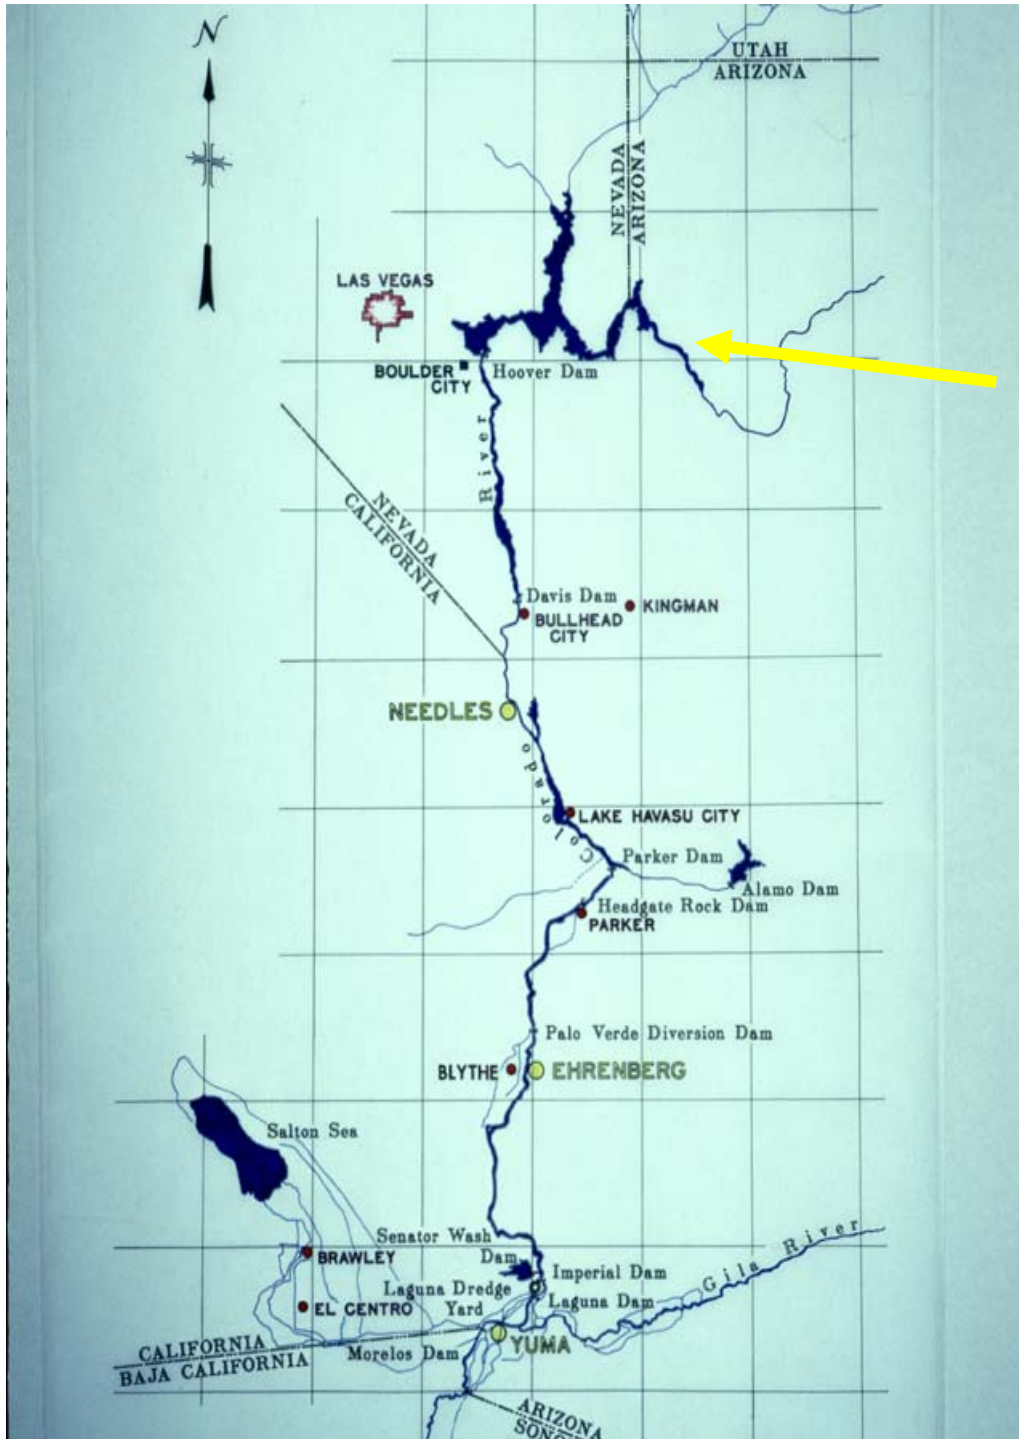 N
UTAH
ARIZONA
NEVADA
ARIZONA
LAS VEGAS
BOULDER
CITY
Hoover Dam
River
NEVADA
CALIFORNIA
Davis Dam
BULLHEAD
CITY
KINGMAN
NEEDLES
Colorado
LAKE HAVASU CITY
Parker Dam
Alamo Dam
Headgate Rock Dam
PARKER
Palo Verde Diversion Dam
BLYTHE
EHRENBERG
Salton Sea
Senator Wash
Dam
BRAWLEY
Imperial Dam
Gila River
Laguna Dredge
Yard
Laguna Dam
EL CENTRO
CALIFORNIA
BAJA CALIFORNIA
Morelos Dam
YUMA
ARIZONA